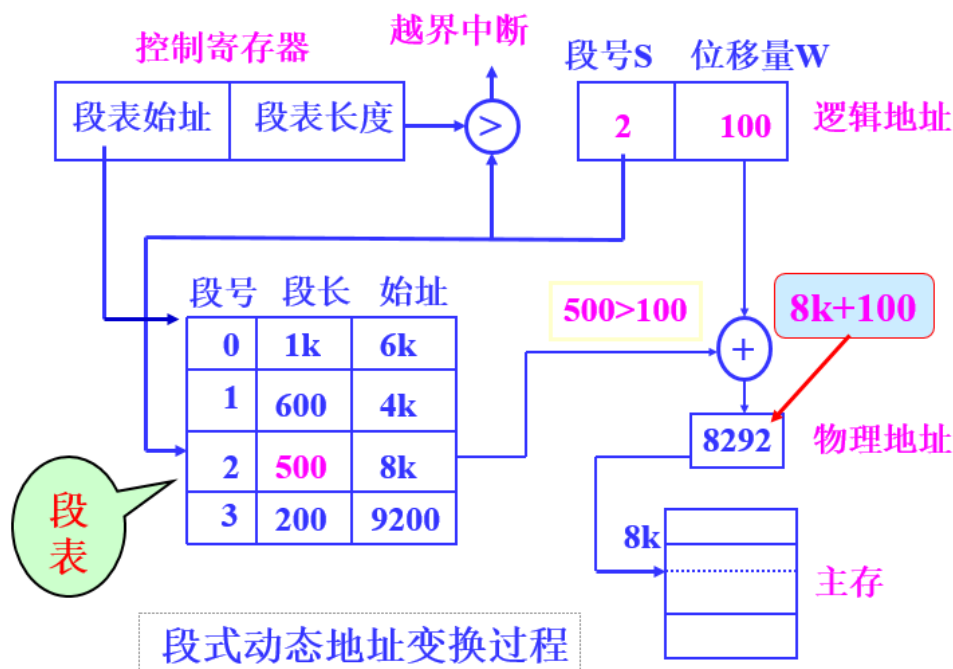 越界中断
控制寄存器
段号S 位移量W
段表始址 段表长度
>
2 100
逻辑地址
段号 段长 始址
500>100
8k+100
0 1k 6k
+
1 600 4k
8292
物理地址
2 500 8k
3 200 9200
段
表
8k
主存
段式动态地址变换过程